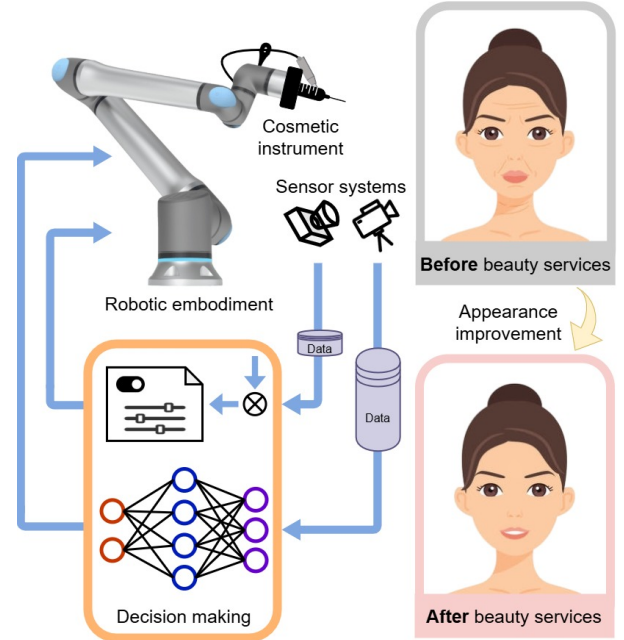 Cosmetic
instrument
Sensor systems
Robotic embodiment
Data
Data
Decision making
Before beauty services
Appearance
improvement
After beauty services